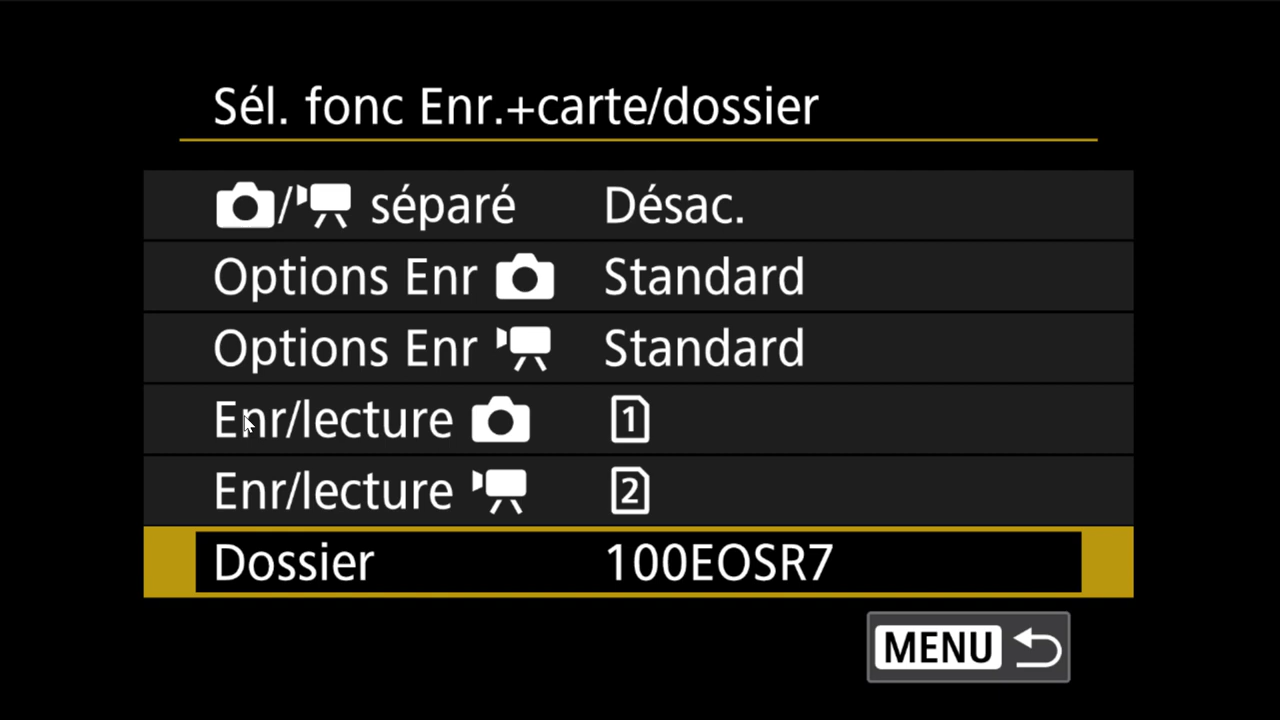 Sél. fonc Enr.+carte/dossier
/ séparé Désac.
Options Enr Standard
Options Enr Standard
Enr/lecture 1
Enr/lecture 2
Dossier 100EOSR7
MENU